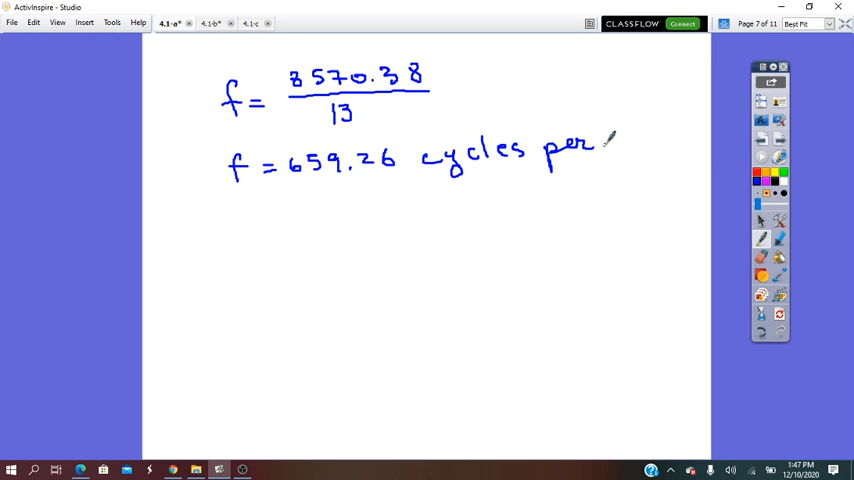 ActivInspire - Studio
File Edit View Insert Tools Help
4.1-a* 4.1-b* 4.1-c
CLASSFLOW Connect
Page 7 of 11 Best Fit
f = 8570.38
13
f = 659.26 cycles per
1:47 PM
12/10/2020